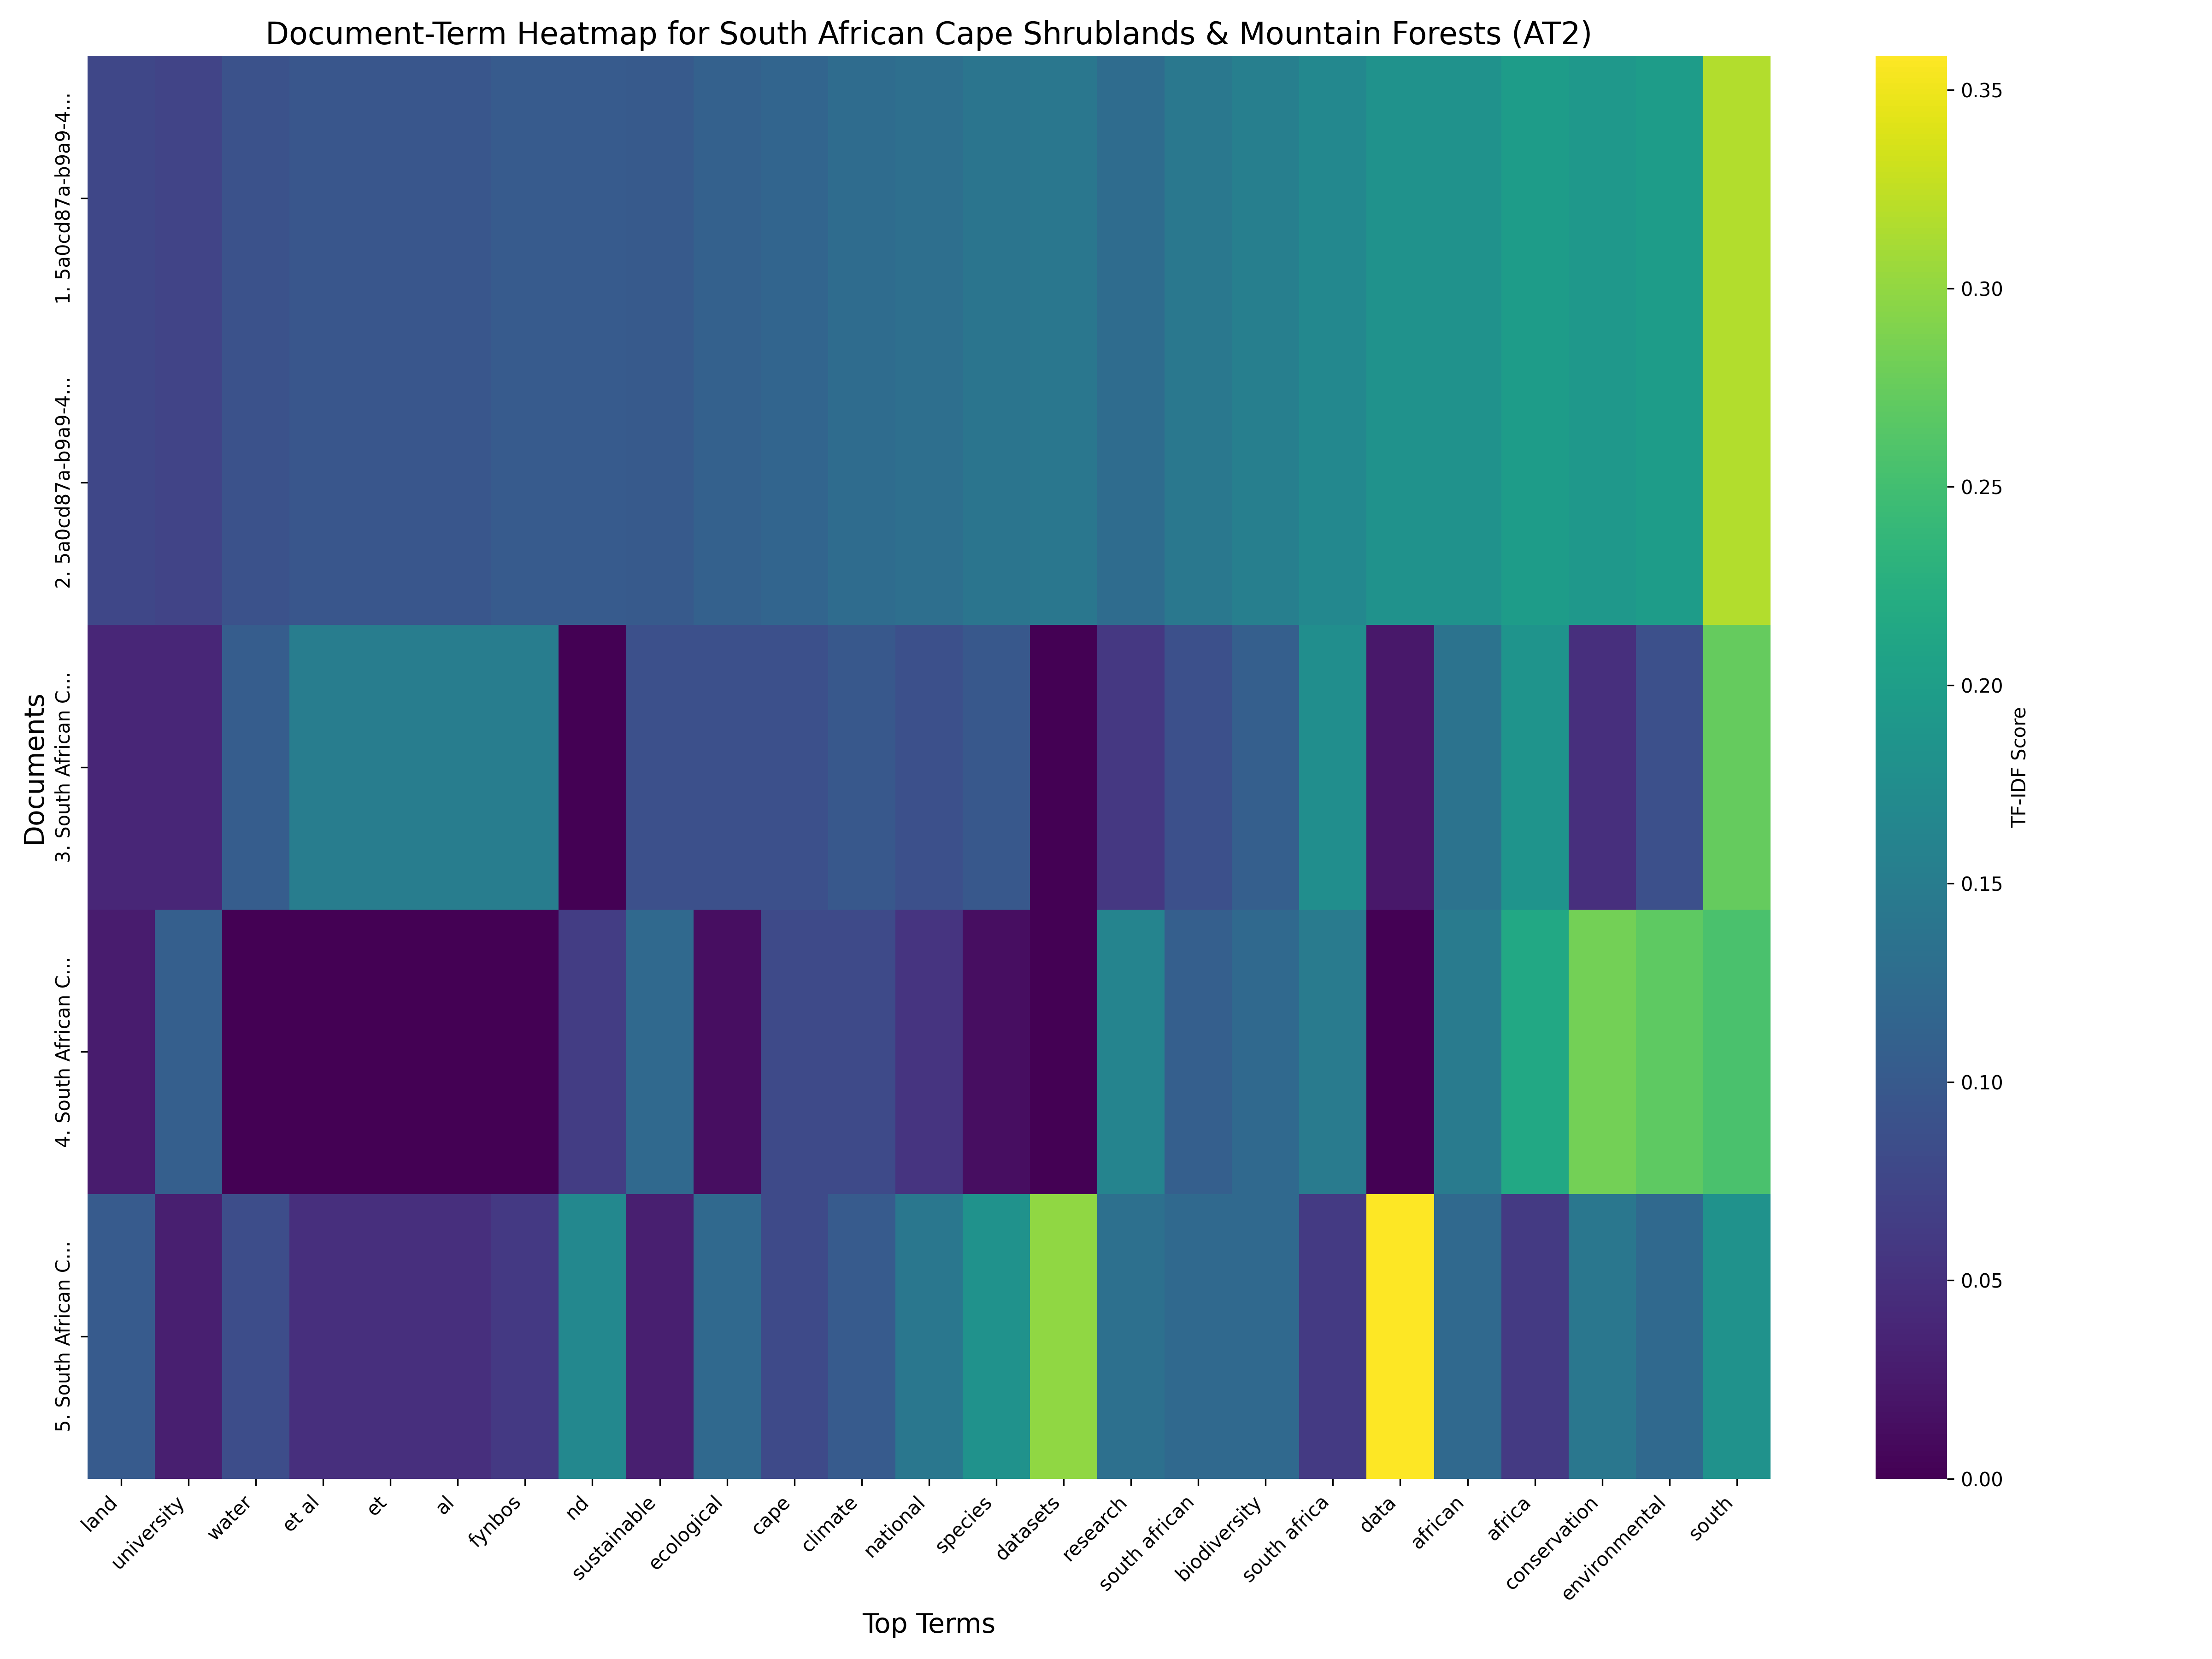 Document-Term Heatmap for South African Cape Shrublands & Mountain Forests (AT2)
Documents
1. 5a0cd87a-b9a9-4...
2. 5a0cd87a-b9a9-4...
3. South African C...
4. South African C...
5. South African C...
land
university
water
et al
et
al
fynbos
nd
sustainable
ecological
cape
climate
national
species
datasets
research
south african
biodiversity
south africa
data
african
africa
conservation
environmental
south
Top Terms
0.35
0.30
0.25
0.20
0.15
0.10
0.05
0.00
TF-IDF Score